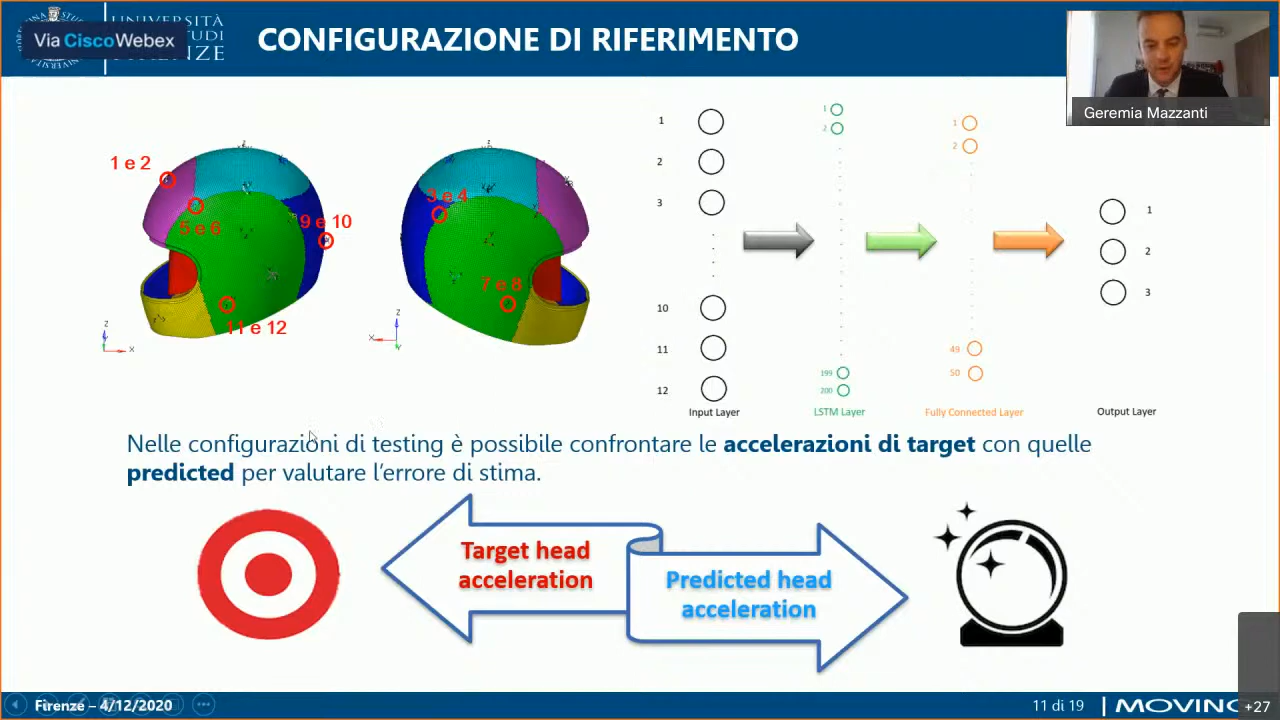 UNIVERSITÀ
Via CiscoWebex
CONFIGURAZIONE DI RIFERIMENTO
Geremia Mazzanti
1 e 2
5 e 6
9 e 10
11 e 12
3 e 4
7 e 8
Z
X
Z
X
1
2
3
10
11
12
Input Layer
1
2
199
200
LSTM Layer
1
2
49
50
Fully Connected Layer
1
2
3
Output Layer
Nelle configurazioni di testing è possibile confrontare le accelerazioni di target con quelle
predicted per valutare l’errore di stima.
Target head
acceleration
Predicted head
acceleration
Firenze – 4/12/2020
11 di 19
MOVING
+27